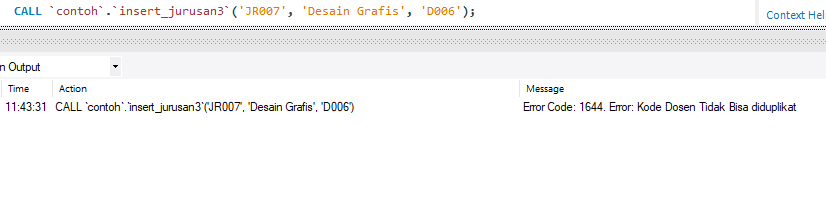 CALL `contoh`.`insert_jurusan3`('JR007', 'Desain Grafis', 'D006');
Context Hel
n Output
Time Action Message
11:43:31 CALL `contoh`.`insert_jurusan3`('JR007', 'Desain Grafis', 'D006') Error Code: 1644. Error: Kode Dosen Tidak Bisa diduplikat